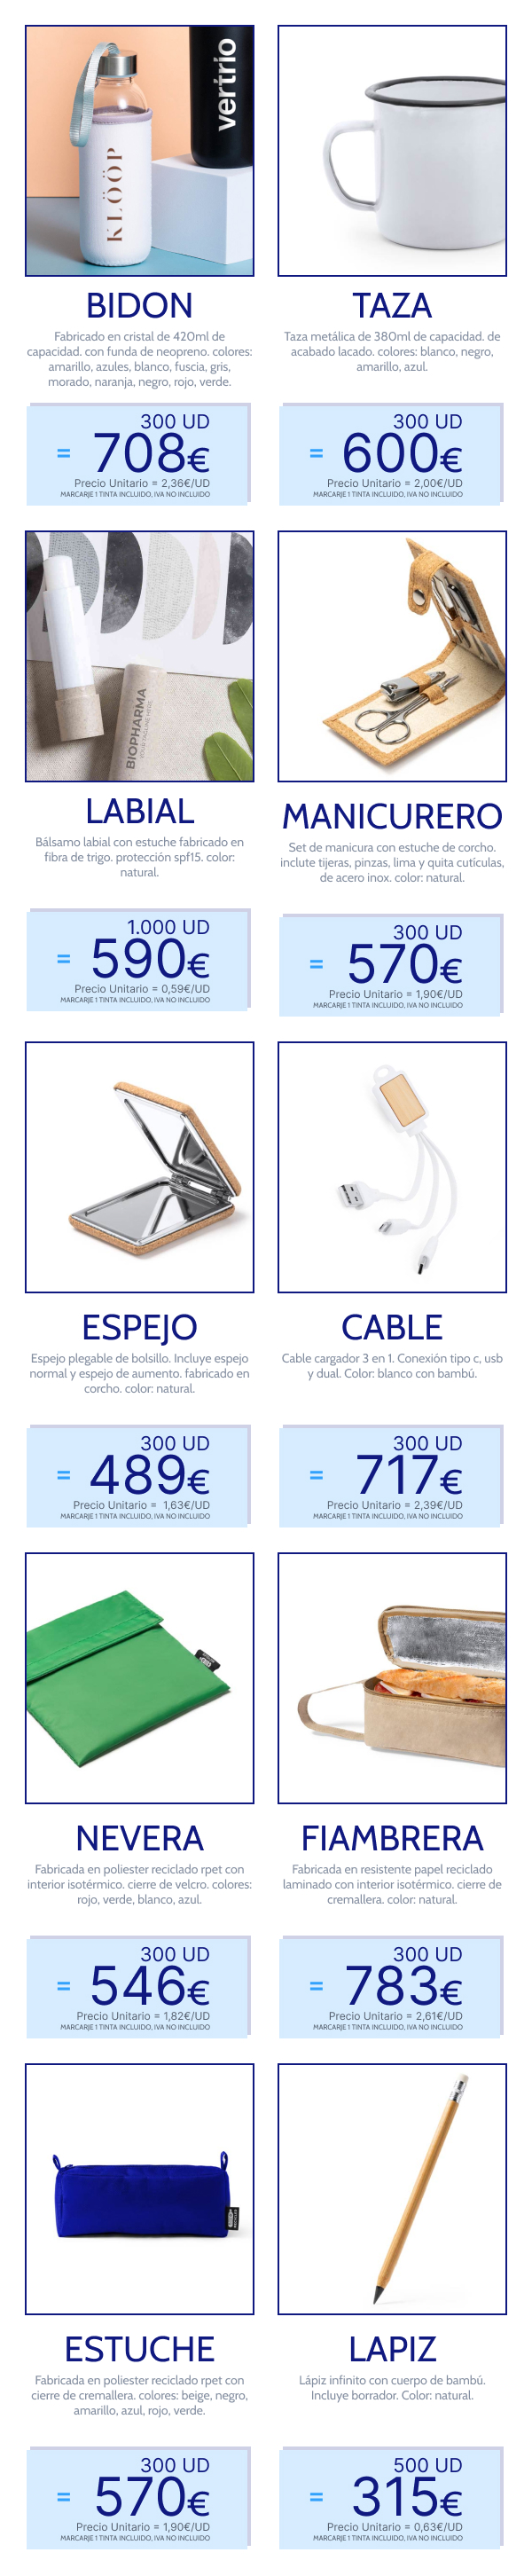 KLÖÖP
vertrío
BIDON
Fabricado en cristal de 420ml de
capacidad. con funda de neopreno. colores:
amarillo, azules, blanco, fuscia, gris,
morado, naranja, negro, rojo, verde.
300 UD
= 708€
Precio Unitario = 2,36€/UD
MARCARJE 1 TINTA INCLUIDO, IVA NO INCLUIDO
TAZA
Taza metálica de 380ml de capacidad. de
acabado lacado. colores: blanco, negro,
amarillo, azul.
300 UD
= 600€
Precio Unitario = 2,00€/UD
MARCARJE 1 TINTA INCLUIDO, IVA NO INCLUIDO
BIOPHARMA
LABIAL
Bálsamo labial con estuche fabricado en
fibra de trigo. protección spf15. color:
natural.
1.000 UD
= 590€
Precio Unitario = 0,59€/UD
MARCARJE 1 TINTA INCLUIDO, IVA NO INCLUIDO
MANICURERO
Set de manicura con estuche de corcho.
inclute tijeras, pinzas, lima y quita cutículas,
de acero inox. color: natural.
300 UD
= 570€
Precio Unitario = 1,90€/UD
MARCARJE 1 TINTA INCLUIDO, IVA NO INCLUIDO
ESPEJO
Espejo plegable de bolsillo. Incluye espejo
normal y espejo de aumento. fabricado en
corcho. color: natural.
300 UD
= 489€
Precio Unitario = 1,63€/UD
MARCARJE 1 TINTA INCLUIDO, IVA NO INCLUIDO
CABLE
Cable cargador 3 en 1. Conexión tipo c, usb
y dual. Color: blanco con bambú.
300 UD
= 717€
Precio Unitario = 2,39€/UD
MARCARJE 1 TINTA INCLUIDO, IVA NO INCLUIDO
NEVERA
Fabricada en poliester reciclado rpet con
interior isotérmico. cierre de velcro. colores:
rojo, verde, blanco, azul.
300 UD
= 546€
Precio Unitario = 1,82€/UD
MARCARJE 1 TINTA INCLUIDO, IVA NO INCLUIDO
FIAMBRERA
Fabricada en resistente papel reciclado
laminado con interior isotérmico. cierre de
cremallera. color: natural.
300 UD
= 783€
Precio Unitario = 2,61€/UD
MARCARJE 1 TINTA INCLUIDO, IVA NO INCLUIDO
ESTUCHE
Fabricada en poliester reciclado rpet con
cierre de cremallera. colores: beige, negro,
amarillo, azul, rojo, verde.
300 UD
= 570€
Precio Unitario = 1,90€/UD
MARCARJE 1 TINTA INCLUIDO, IVA NO INCLUIDO
LAPIZ
Lápiz infinito con cuerpo de bambú.
Incluye borrador. Color: natural.
500 UD
= 315€
Precio Unitario = 0,63€/UD
MARCARJE 1 TINTA INCLUIDO, IVA NO INCLUIDO